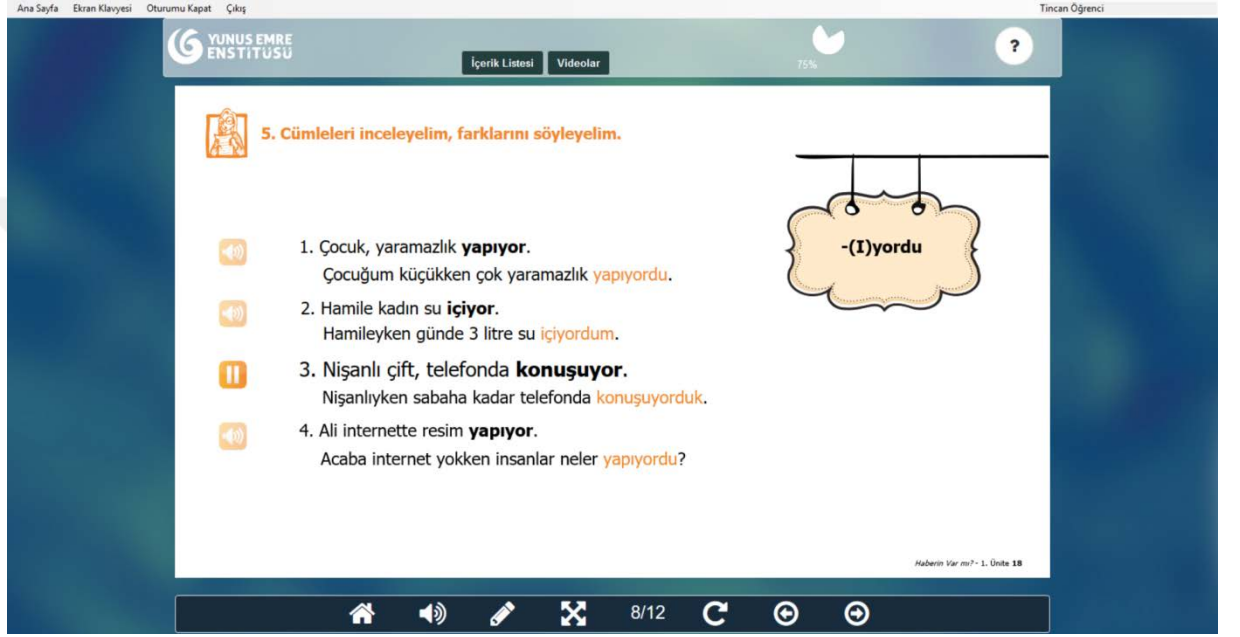 Ana Sayfa Ekran Klavyesi Oturumu Kapat Çıkış Tincan Öğrenci
YUNUS EMRE
ENSTİTÜSÜ
İçerik Listesi Videolar
75%
?
5. Cümleleri inceleyelim, farklarını söyleyelim.
-(I)yordu
1. Çocuk, yaramazlık yapıyor.
Çocuğum küçükken çok yaramazlık yapıyordu.
2. Hamile kadın su içiyor.
Hamileyken günde 3 litre su içiyordum.
3. Nişanlı çift, telefonda konuşuyor.
Nişanlıyken sabaha kadar telefonda konuşuyorduk.
4. Ali internette resim yapıyor.
Acaba internet yokken insanlar neler yapıyordu?
Haberin Var mı? - 1. Ünite 18
8/12